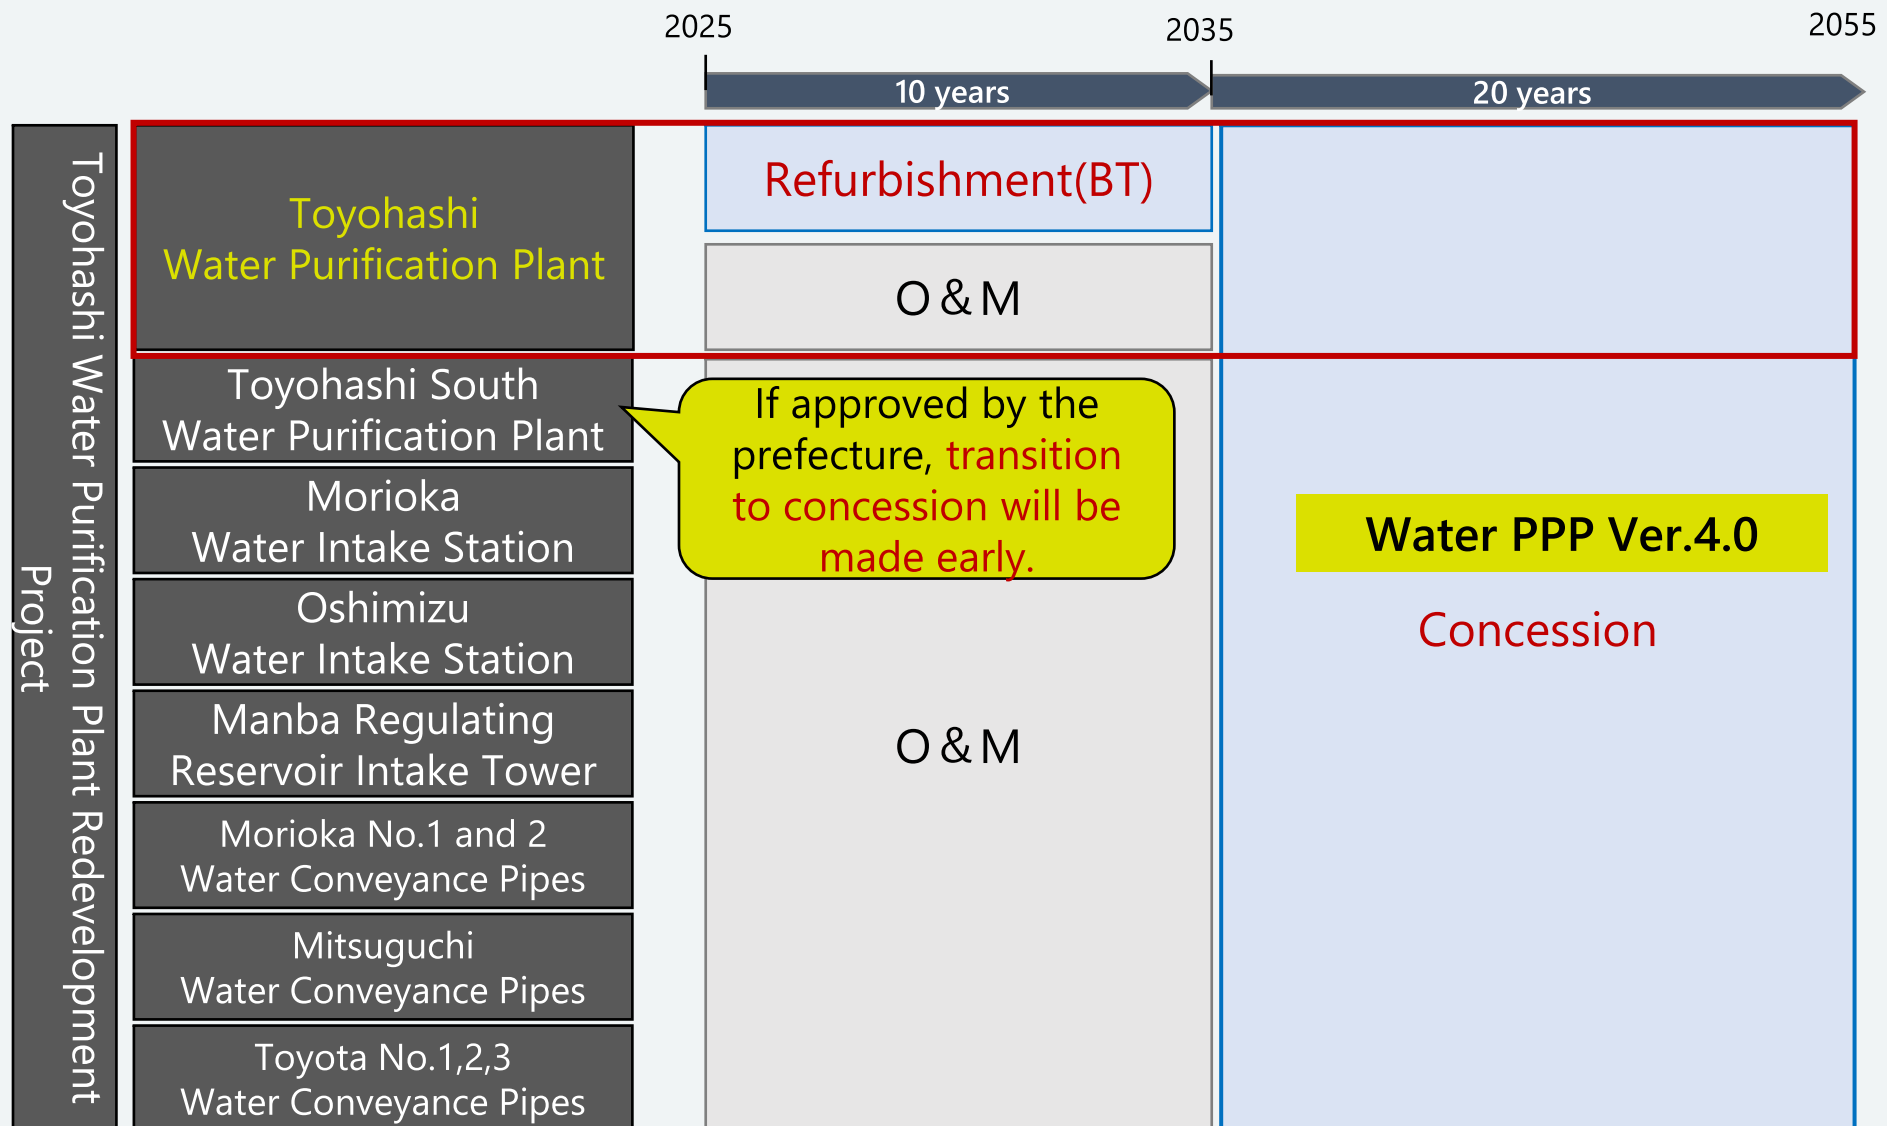 2025
2035
2055
10 years
20 years
Toyohashi Water Purification Plant Redevelopment
Project
Toyohashi
Water Purification Plant
Refurbishment(BT)
O&M
Toyohashi South
Water Purification Plant
If approved by the
prefecture, transition
to concession will be
made early.
Morioka
Water Intake Station
Oshimizu
Water Intake Station
Manba Regulating
Reservoir Intake Tower
Morioka No.1 and 2
Water Conveyance Pipes
Mitsuguchi
Water Conveyance Pipes
Toyota No.1,2,3
Water Conveyance Pipes
O&M
Water PPP Ver.4.0
Concession